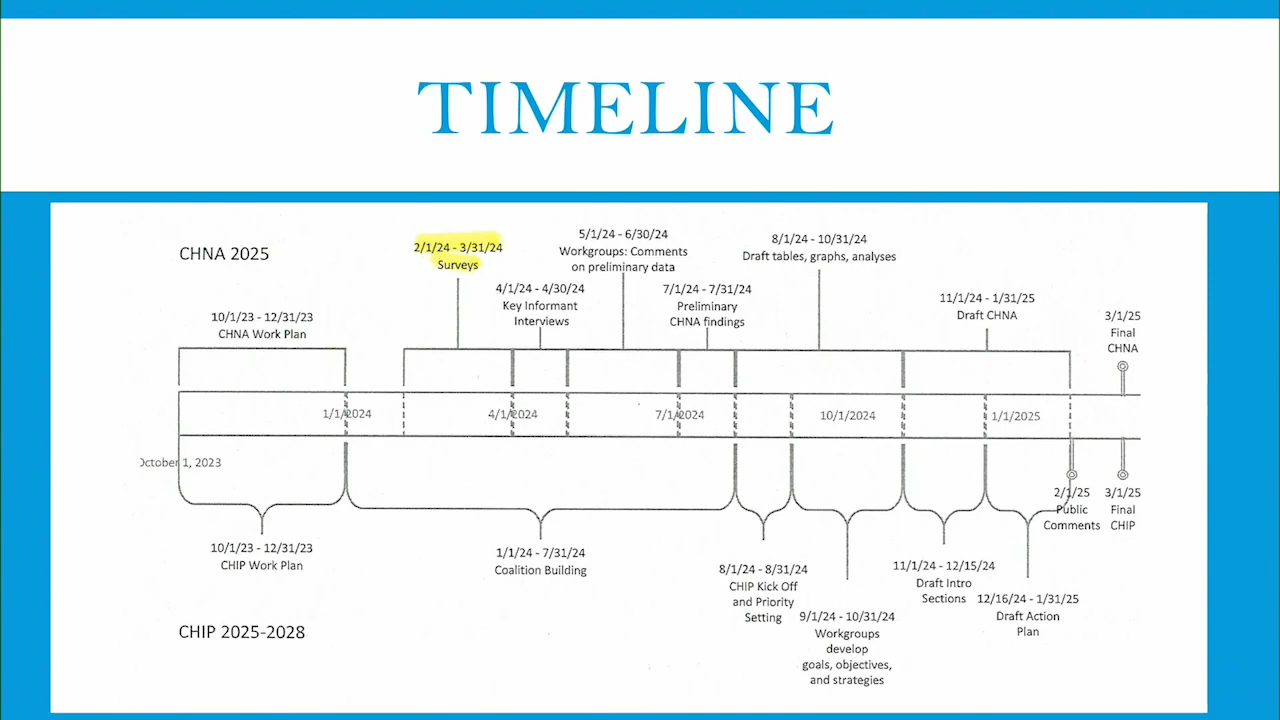 TIMELINE
CHNA 2025
2/1/24 - 3/31/24
Surveys
5/1/24 - 6/30/24
Workgroups: Comments
on preliminary data
8/1/24 - 10/31/24
Draft tables, graphs, analyses
4/1/24 - 4/30/24
Key Informant
Interviews
7/1/24 - 7/31/24
Preliminary
CHNA findings
11/1/24 - 1/31/25
Draft CHNA
10/1/23 - 12/31/23
CHNA Work Plan
3/1/25
Final
CHNA
1/1/2024
4/1/2024
7/1/2024
10/1/2024
1/1/2025
October 1, 2023
10/1/23 - 12/31/23
CHIP Work Plan
1/1/24 - 7/31/24
Coalition Building
8/1/24 - 8/31/24
CHIP Kick Off
and Priority
Setting
9/1/24 - 10/31/24
Workgroups
develop
goals, objectives,
and strategies
11/1/24 - 12/15/24
Draft Intro
Sections
12/16/24 - 1/31/25
Draft Action
Plan
2/1/25
Public
Comments
3/1/25
Final
CHIP
CHIP 2025-2028